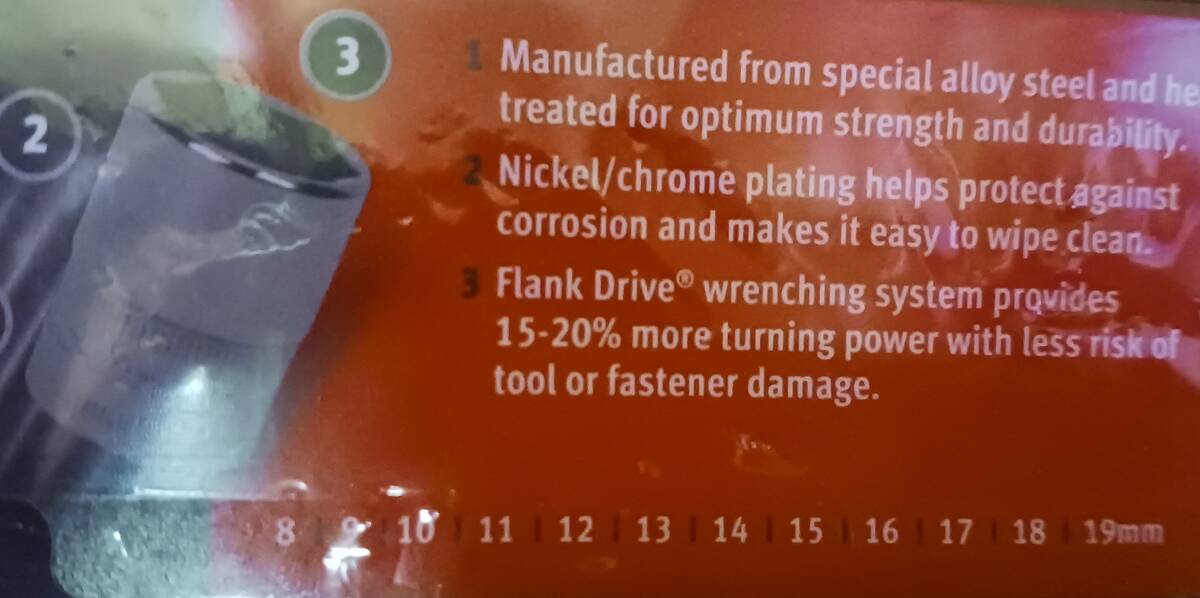 3
2
1 Manufactured from special alloy steel and he
treated for optimum strength and durability.
2 Nickel/chrome plating helps protect against
corrosion and makes it easy to wipe clean.
3 Flank Drive® wrenching system provides
15-20% more turning power with less risk of
tool or fastener damage.
8 | 9 | 10 | 11 | 12 | 13 | 14 | 15 | 16 | 17 | 18 | 19mm